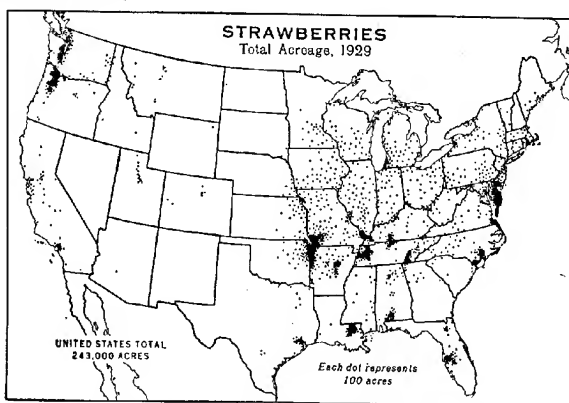 STRAWBERRIES
Total Acreage, 1929
UNITED STATES TOTAL
243,000 ACRES
Each dot represents
100 acres